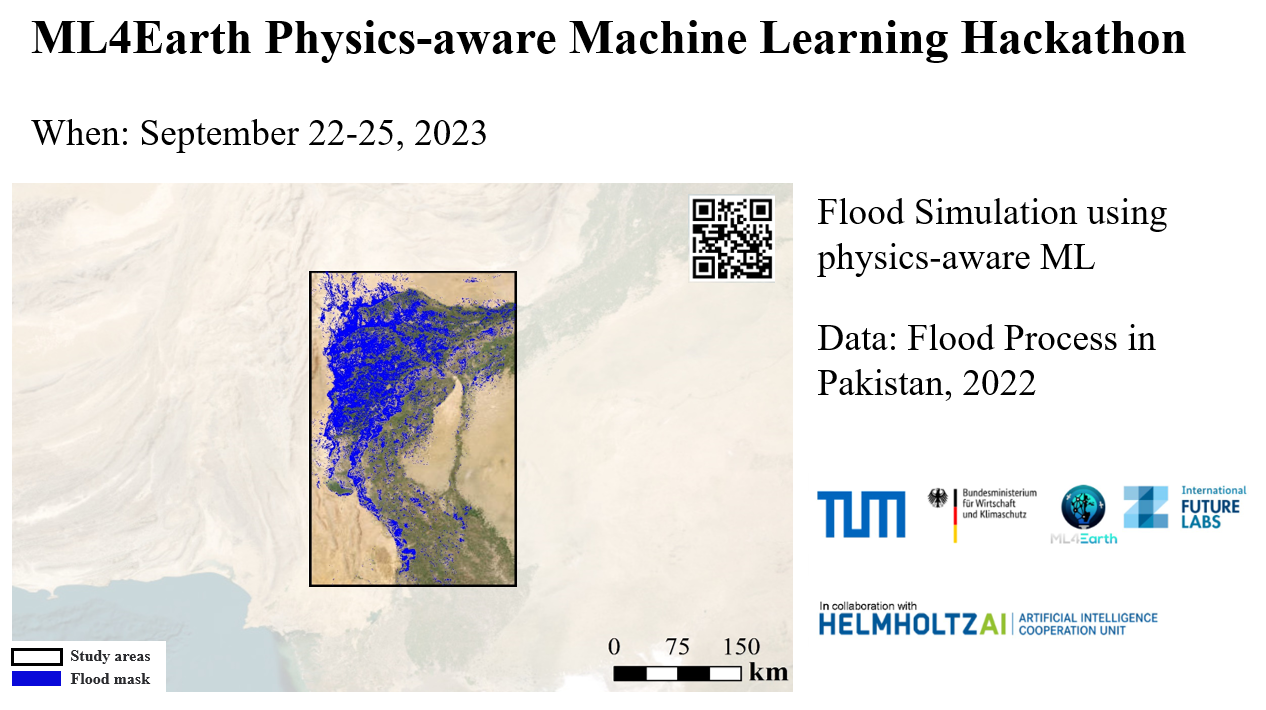 ML4Earth Physics-aware Machine Learning Hackathon
When: September 22-25, 2023
Flood Simulation using
physics-aware ML
Data: Flood Process in
Pakistan, 2022
TUM
Bundesministerium
für Wirtschaft
und Klimaschutz
ML4Earth
International
FUTURE
LABS
In collaboration with
HELMHOLTZAI
ARTIFICIAL INTELLIGENCE
COOPERATION UNIT
Study areas
Flood mask
0 75 150
km